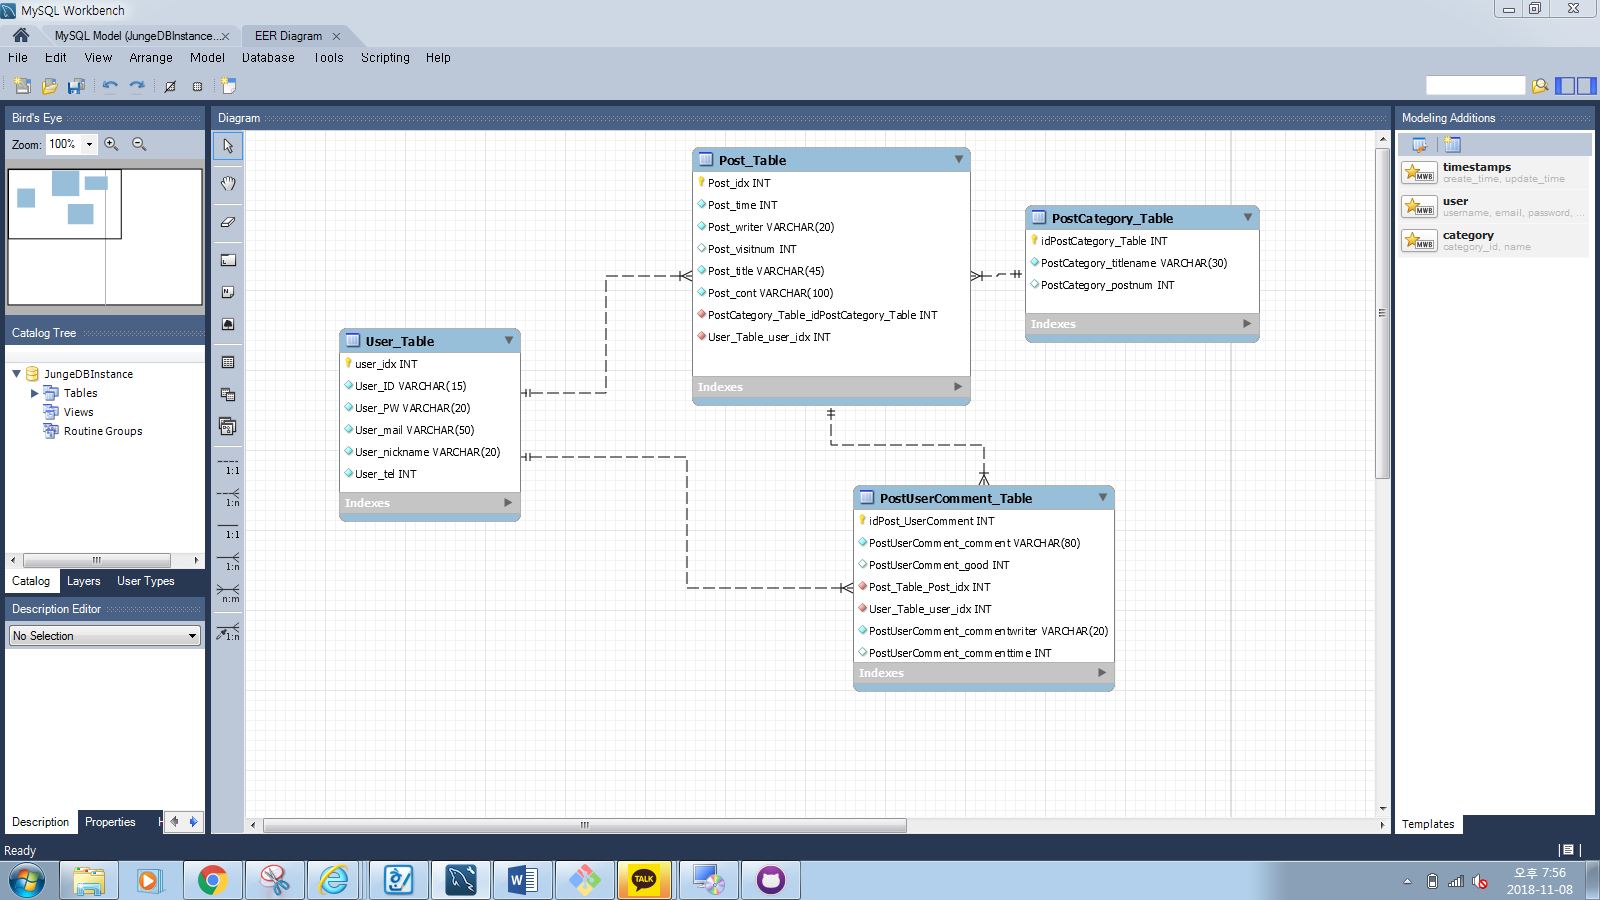 MySQL Workbench
MySQL Model (JungeDBInstance...
EER Diagram
File Edit View Arrange Model Database Tools Scripting Help
Bird's Eye
Zoom: 100%
Diagram
Modeling Additions
timestamps
create_time, update_time
user
username, email, password, ...
category
category_id, name
Templates
Catalog Tree
JungeDBInstance
Tables
Views
Routine Groups
Catalog Layers User Types
Description Editor
No Selection
Description Properties
1:1
1:n
1:1
1:n
n:m
1:n
Post_Table
Post_idx INT
Post_time INT
Post_writer VARCHAR(20)
Post_visitnum INT
Post_title VARCHAR(45)
Post_cont VARCHAR(100)
PostCategory_Table_idPostCategory_Table INT
User_Table_user_idx INT
Indexes
PostCategory_Table
idPostCategory_Table INT
PostCategory_titlename VARCHAR(30)
PostCategory_postnum INT
Indexes
User_Table
user_idx INT
User_ID VARCHAR(15)
User_PW VARCHAR(20)
User_mail VARCHAR(50)
User_nickname VARCHAR(20)
User_tel INT
Indexes
PostUserComment_Table
idPost_UserComment INT
PostUserComment_comment VARCHAR(80)
PostUserComment_good INT
Post_Table_Post_idx INT
User_Table_user_idx INT
PostUserComment_commentwriter VARCHAR(20)
PostUserComment_commenttime INT
Indexes
Ready
TALK
오후 7:56
2018-11-08